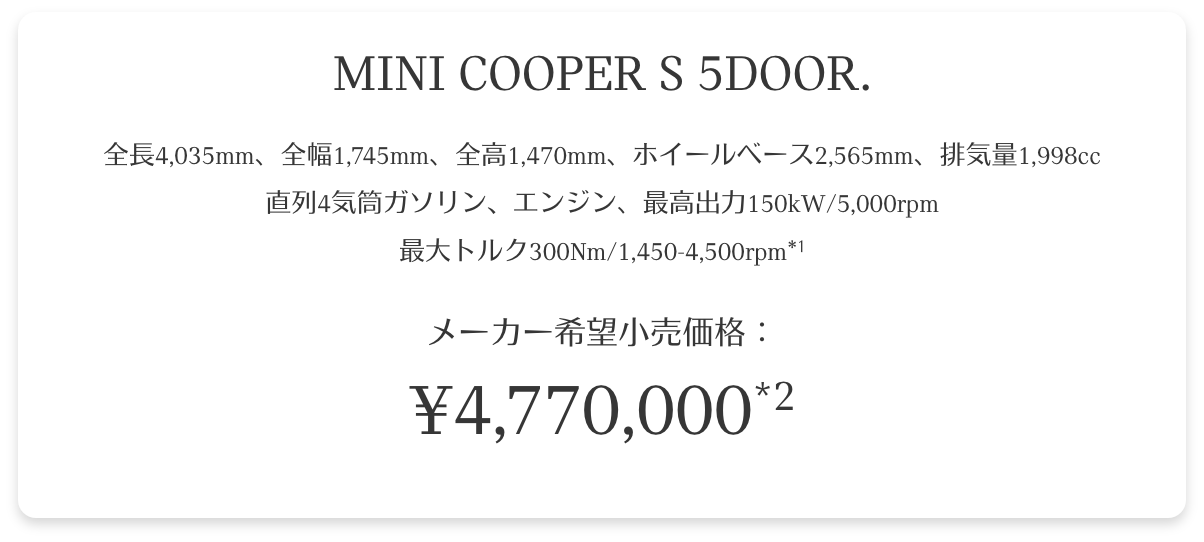 MINI COOPER S 5DOOR.
全長4,035mm、全幅1,745mm、全高1,470mm、ホイールベース2,565mm、排気量1,998cc
直列4気筒ガソリン、エンジン、最高出力150kW/5,000rpm
最大トルク300Nm/1,450-4,500rpm*1
メーカー希望小売価格：
¥4,770,000*2